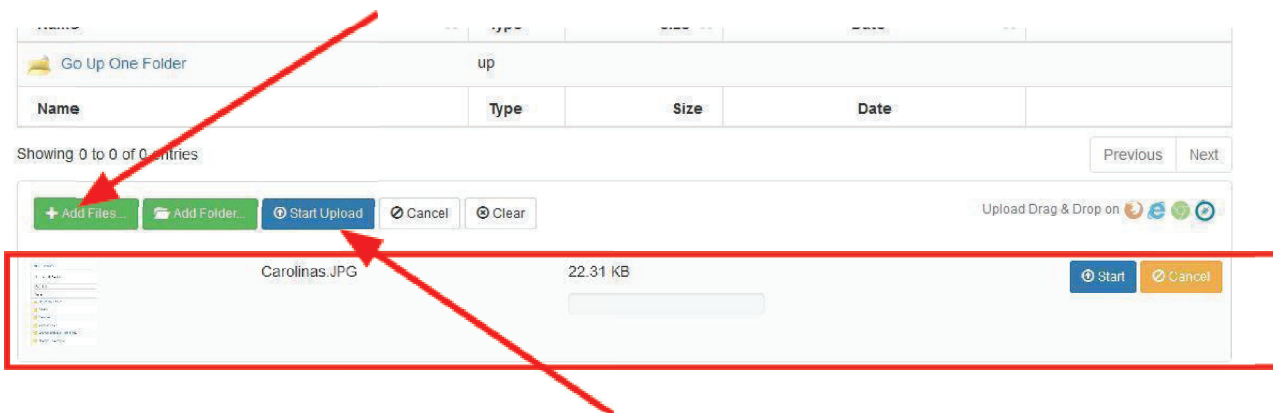 Name Type Size Date
Go Up One Folder up
Name Type Size Date
Showing 0 to 0 of 0 entries
Previous Next
Add Files... Add Folder... Start Upload Cancel Clear Upload Drag & Drop on
Carolinas.JPG 22.31 KB Start Cancel